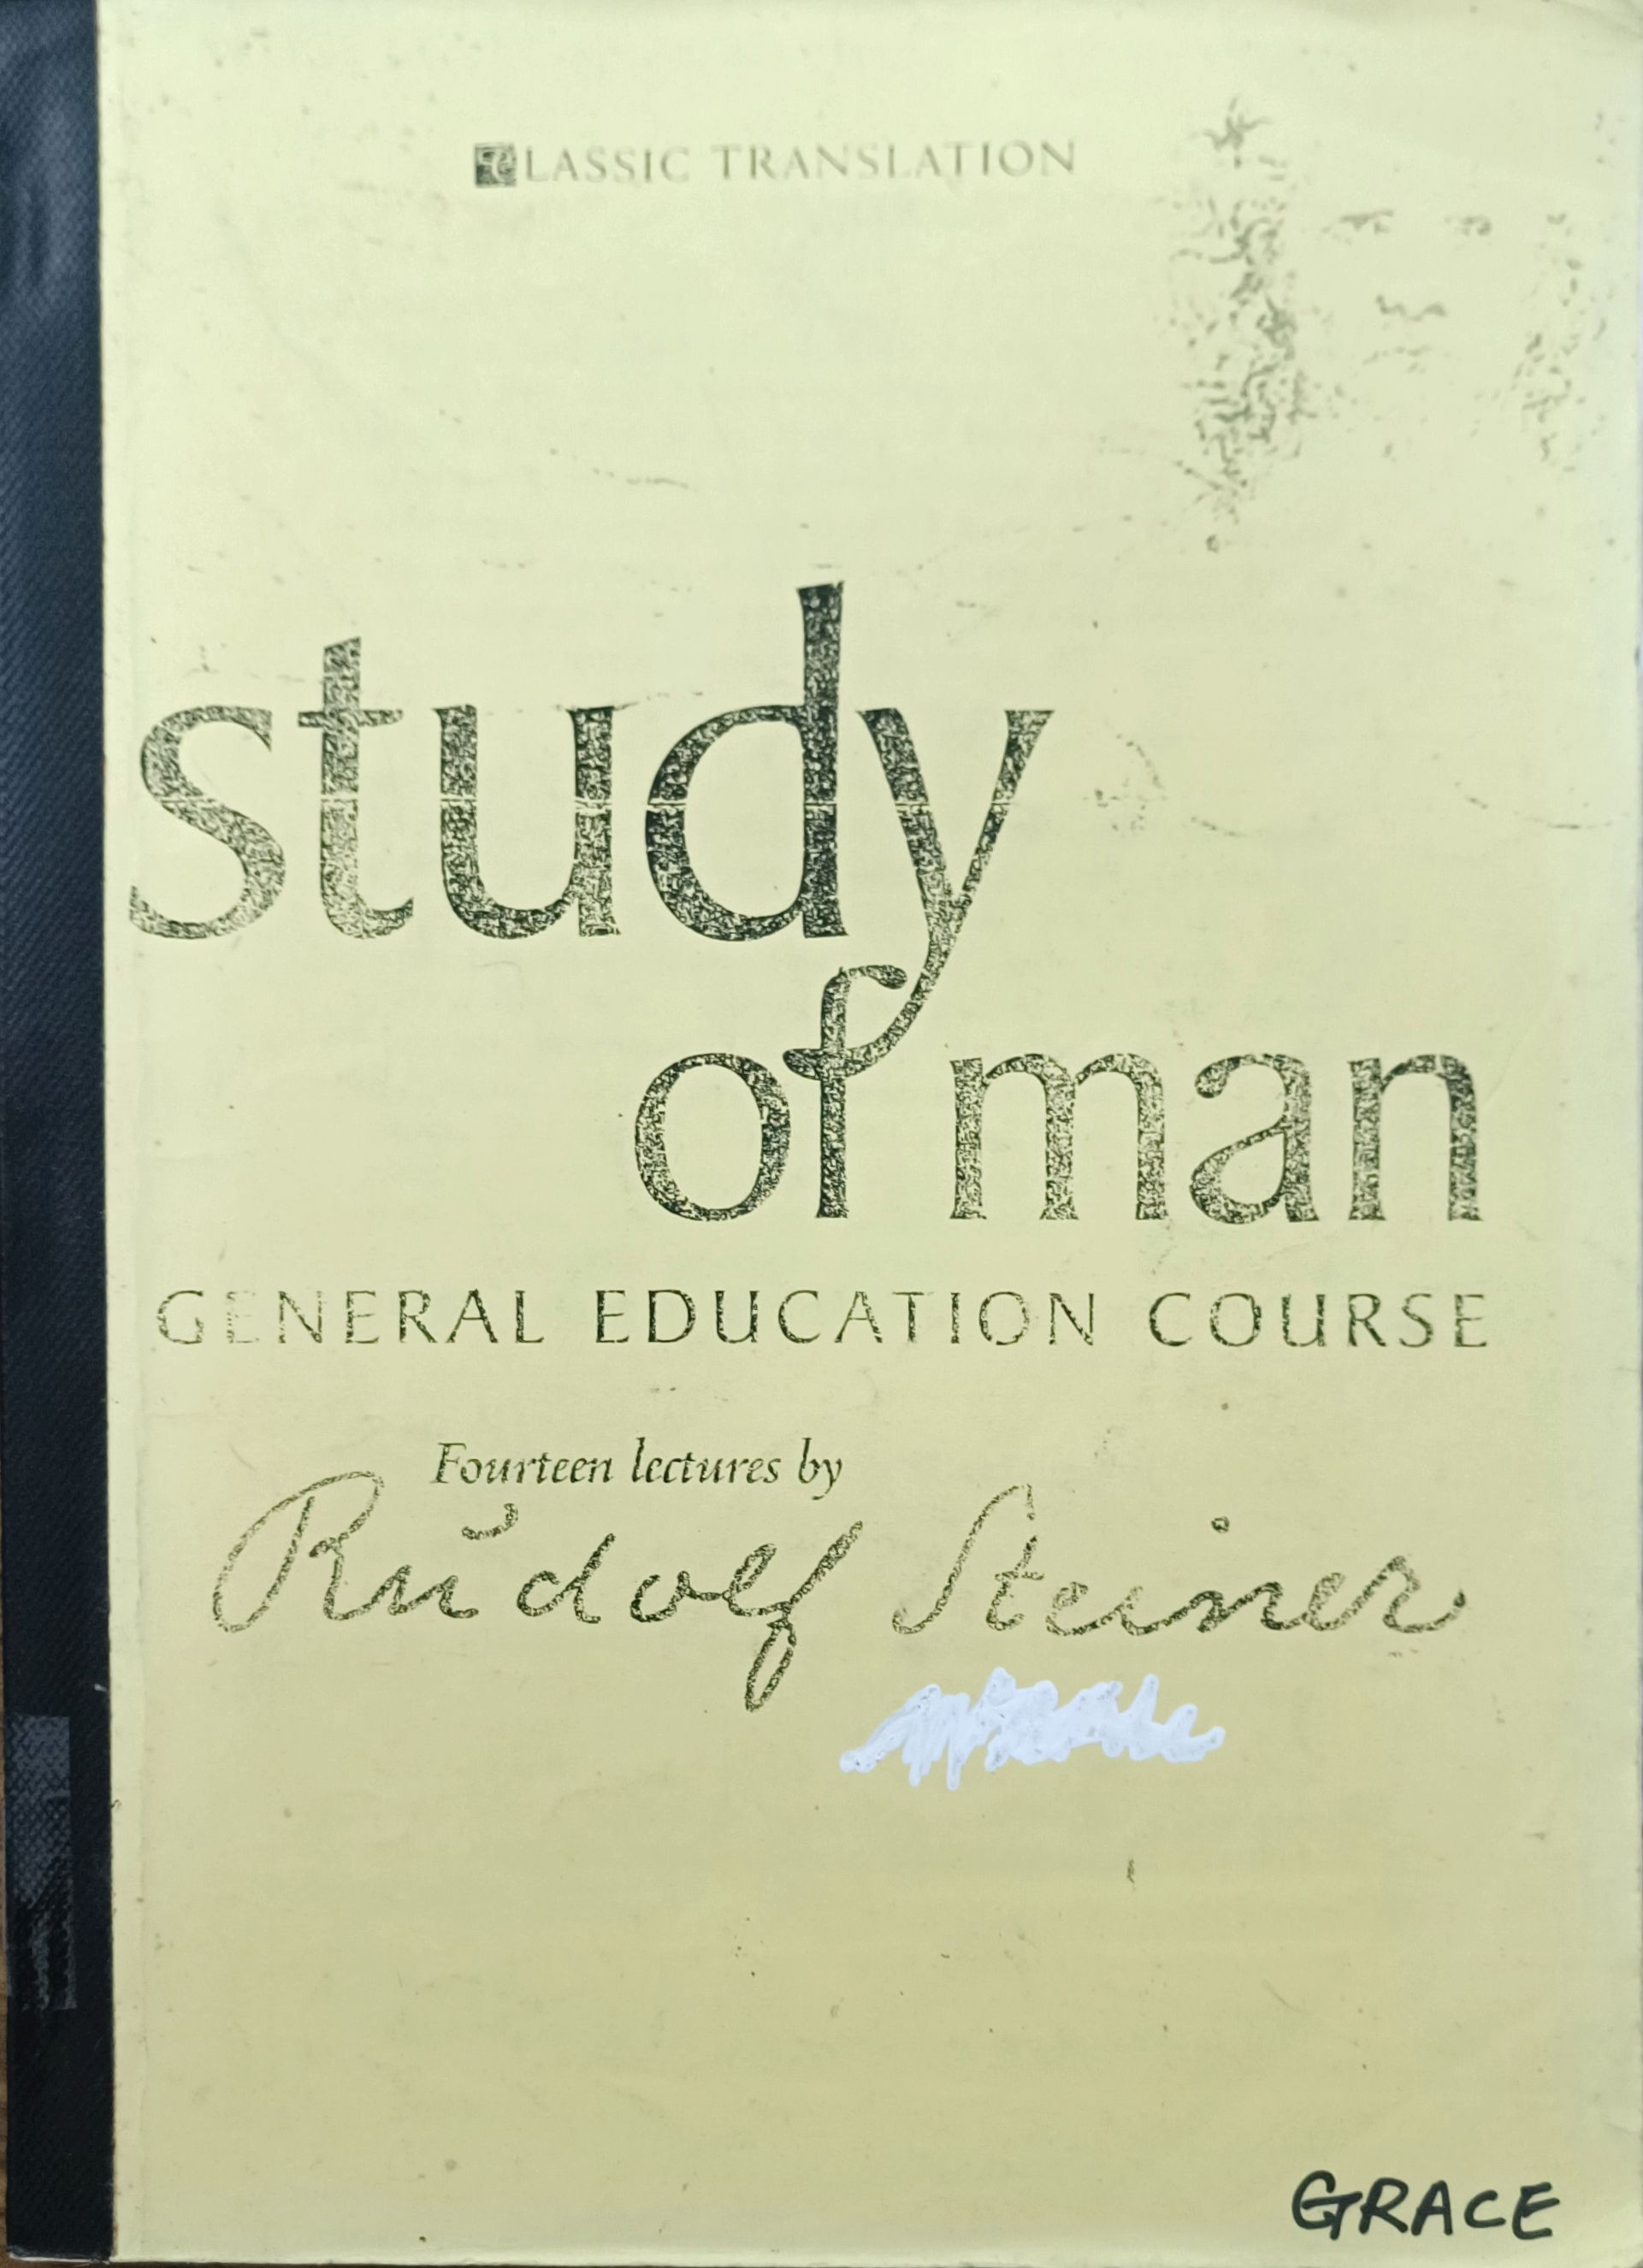 CLASSIC TRANSLATION
study
of man
GENERAL EDUCATION COURSE
Fourteen lectures by
Rudolf Steiner
GRACE